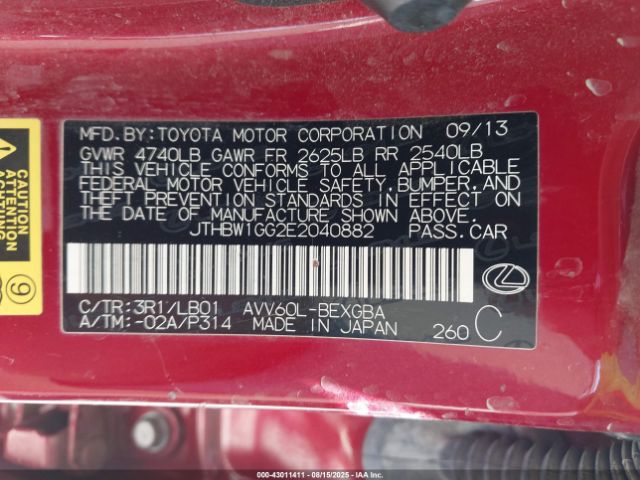 MFD. BY: TOYOTA MOTOR CORPORATION 09/13
GVWR 4740LB GAWR FR 2625LB RR 2540LB
THIS VEHICLE CONFORMS TO ALL APPLICABLE
FEDERAL MOTOR VEHICLE SAFETY, BUMPER, AND
THEFT PREVENTION STANDARDS IN EFFECT ON
THE DATE OF MANUFACTURE SHOWN ABOVE.
JTHBW1GG2E2040882 PASS.CAR
C/TR: 3R1/LB01 AVV60L-BEXGBA
A/TM: -02A/P314 MADE IN JAPAN 260 C
ATTENTION
9
000-43011411 - 08/15/2025 - IAAI.COM